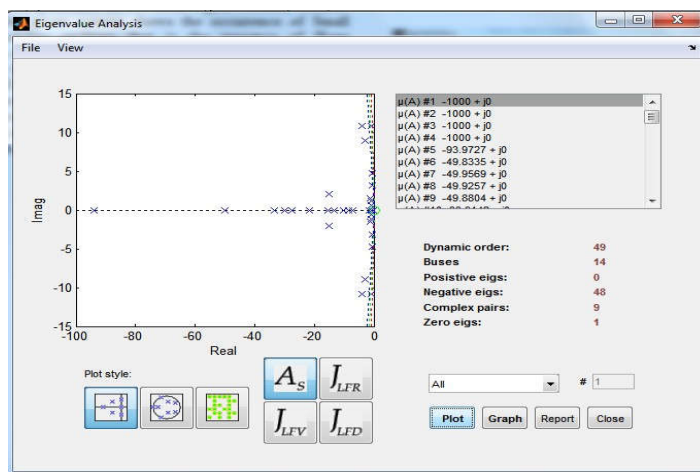 Eigenvalue Analysis
File View
15
10
5
0
-5
-10
-15
-100 -80 -60 -40 -20 0
Imag
Real
μ(A) #1 -1000 + j0
μ(A) #2 -1000 + j0
μ(A) #3 -1000 + j0
μ(A) #4 -1000 + j0
μ(A) #5 -93.9727 + j0
μ(A) #6 -49.8335 + j0
μ(A) #7 -49.9569 + j0
μ(A) #8 -49.9257 + j0
μ(A) #9 -49.8804 + j0
Dynamic order: 49
Buses 14
Posistive eigs: 0
Negative eigs: 48
Complex pairs: 9
Zero eigs: 1
Plot style:
A_S
J_LFR
J_LFV
J_LFD
All # 1
Plot Graph Report Close